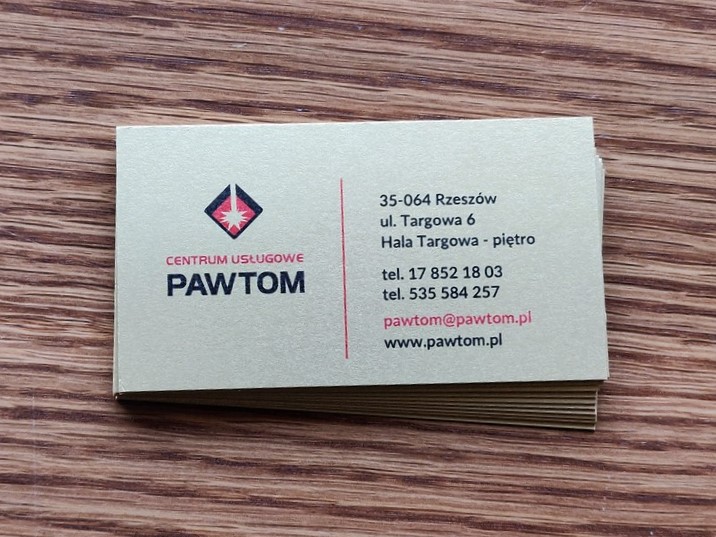 CENTRUM USŁUGOWE
PAWTOM
35-064 Rzeszów
ul. Targowa 6
Hala Targowa - piętro
tel. 17 852 18 03
tel. 535 584 257
pawtom@pawtom.pl
www.pawtom.pl